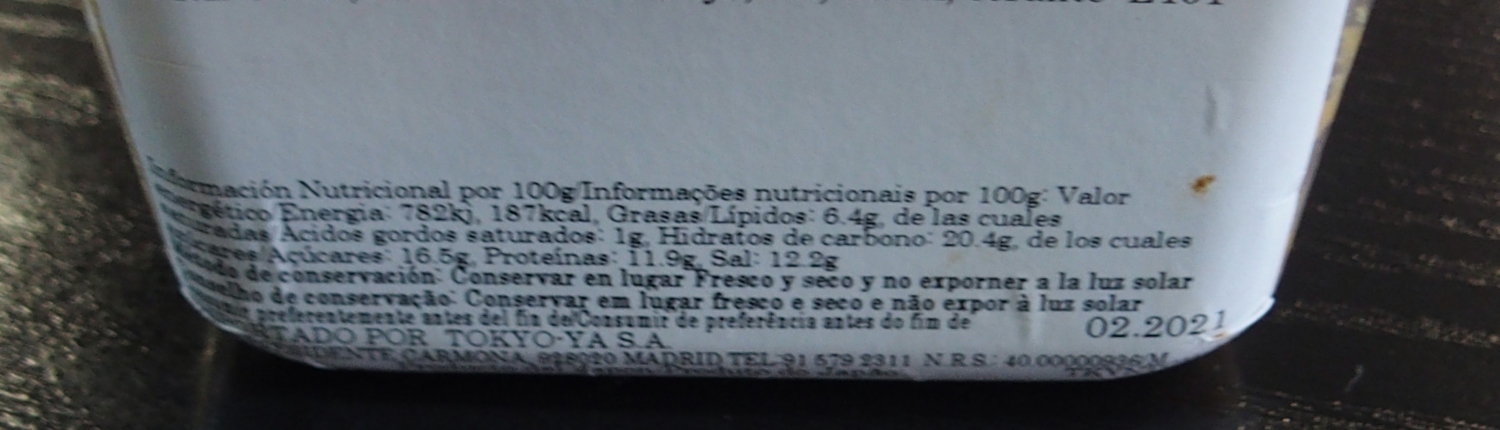 Información Nutricional por 100g/Informações nutricionais por 100g: Valor
energético/Energia: 782kj, 187kcal, Grasas/Lípidos: 6.4g, de las cuales
saturadas/Ácidos gordos saturados: 1g, Hidratos de carbono: 20.4g, de los cuales
azúcares/Açúcares: 16.5g, Proteínas: 11.9g, Sal: 12.2g
de conservación: Conservar en lugar Fresco y seco y no exporner a la luz solar
de conservação: Conservar em lugar fresco e seco e não expor à luz solar
preferentemente antes del fin de/Consumir de preferência antes do fim de 02.2021
TADO POR TOKYO-YA S.A.
CARMONA, 928020 MADRID TEL:91 579 2311 N.R.S.: 40.00000936/M